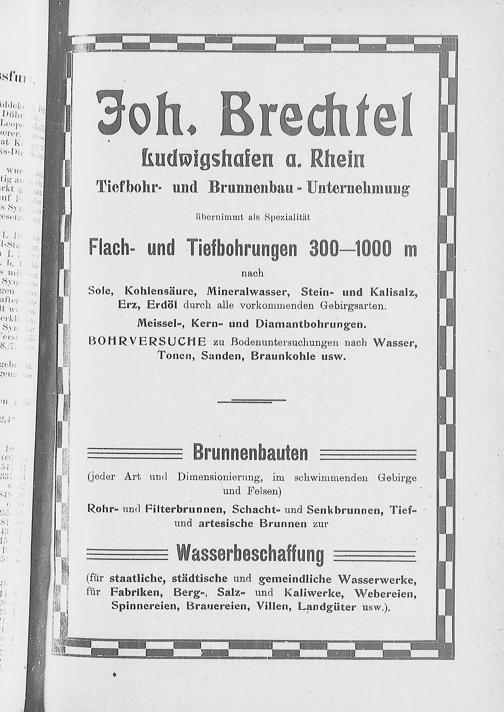 Joh. Brechtel
Ludwigshafen a. Rhein
Tiefbohr- und Brunnenbau - Unternehmung
übernimmt als Spezialität
Flach- und Tiefbohrungen 300—1000 m
nach
Sole, Kohlensäure, Mineralwasser, Stein- und Kalisalz,
Erz, Erdöl durch alle vorkommenden Gebirgsarten.
Meissel-, Kern- und Diamantbohrungen.
BOHRVERSUCHE zu Bodenuntersuchungen nach Wasser,
Tonen, Sanden, Braunkohle usw.
Brunnenbauten
(jeder Art und Dimensionierung, im schwimmenden Gebirge
und Felsen)
Rohr- und Filterbrunnen, Schacht- und Senkbrunnen, Tief-
und artesische Brunnen zur
Wasserbeschaffung
(für staatliche, städtische und gemeindliche Wasserwerke,
für Fabriken, Berg-, Salz- und Kaliwerke, Webereien,
Spinnereien, Brauereien, Villen, Landgüter usw.).